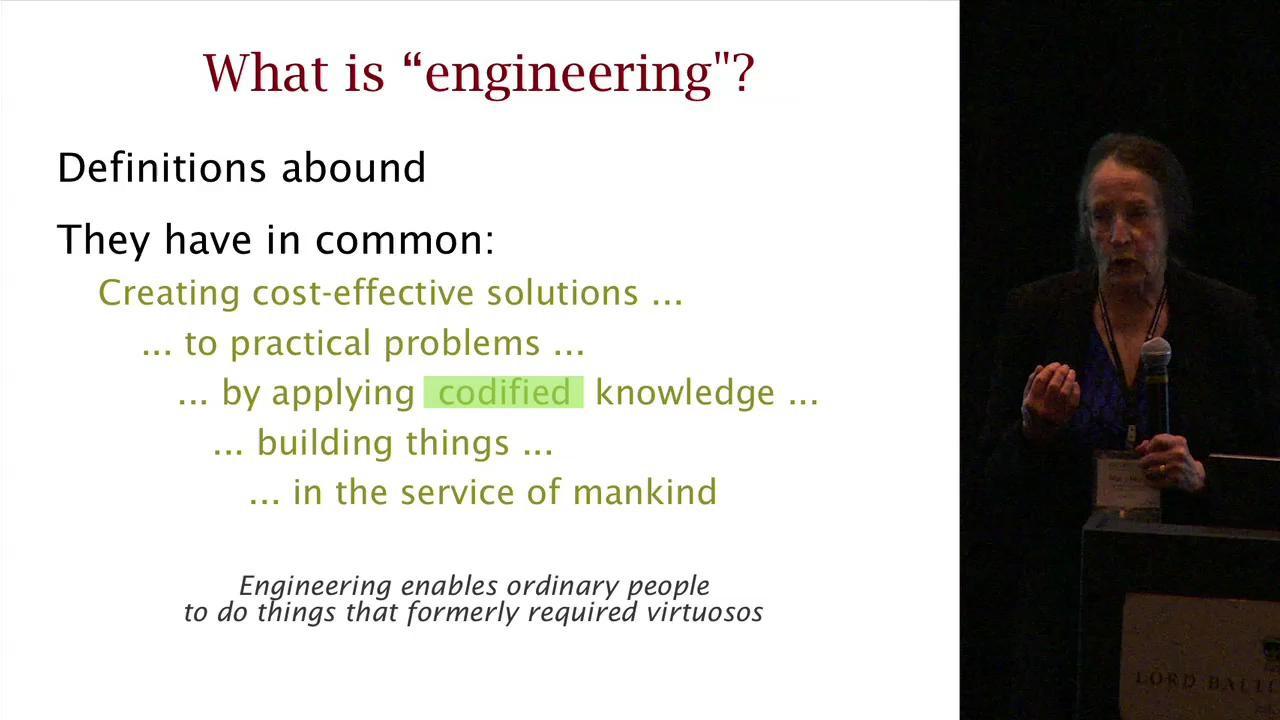 What is “engineering"?
Definitions abound
They have in common:
Creating cost-effective solutions ...
... to practical problems ...
... by applying codified knowledge ...
... building things ...
... in the service of mankind
Engineering enables ordinary people
to do things that formerly required virtuosos
LORD